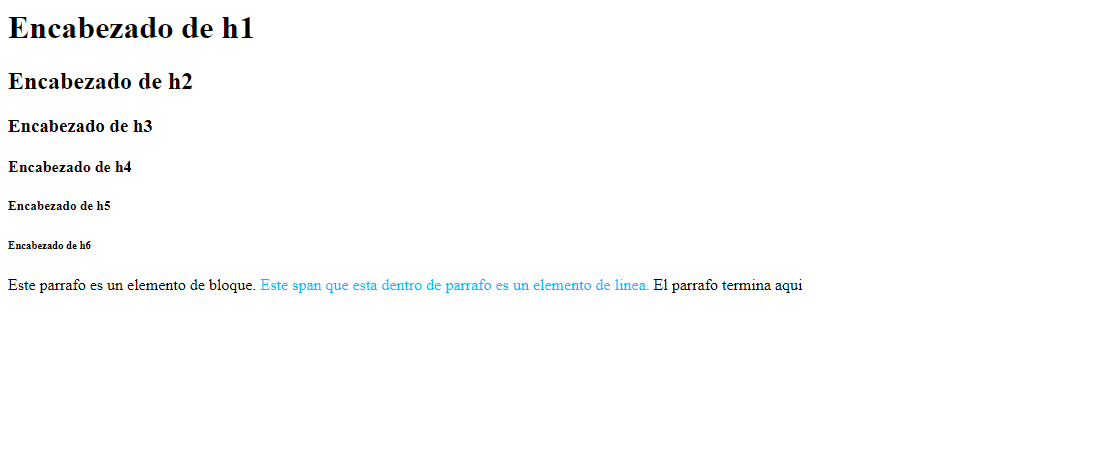 Encabezado de h1
Encabezado de h2
Encabezado de h3
Encabezado de h4
Encabezado de h5
Encabezado de h6
Este parrafo es un elemento de bloque. Este span que esta dentro de parrafo es un elemento de linea. El parrafo termina aqui